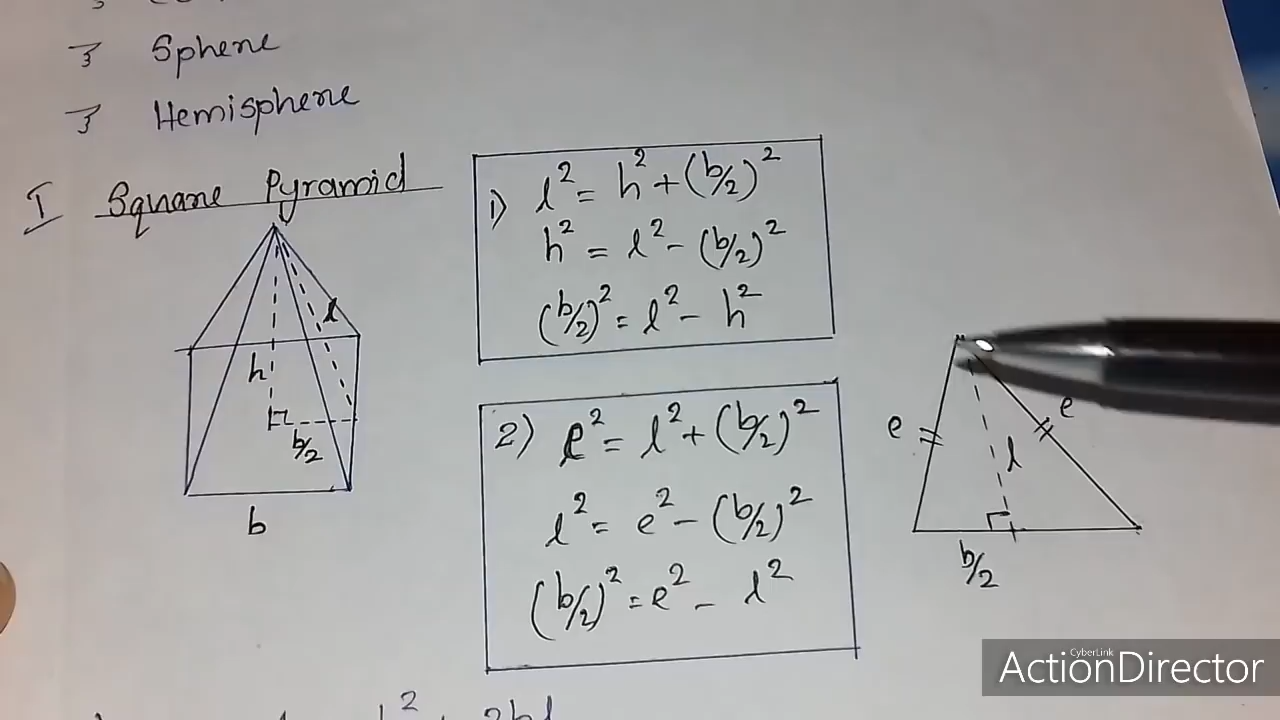 ⇒ Sphere
⇒ Hemisphere
I Square Pyramid
1) l² = h² + (b/2)²
h² = l² - (b/2)²
(b/2)² = l² - h²
l
h
b/2
b
2) e² = l² + (b/2)²
l² = e² - (b/2)²
(b/2)² = e² - l²
e
e
l
b/2
CyberLink
ActionDirector